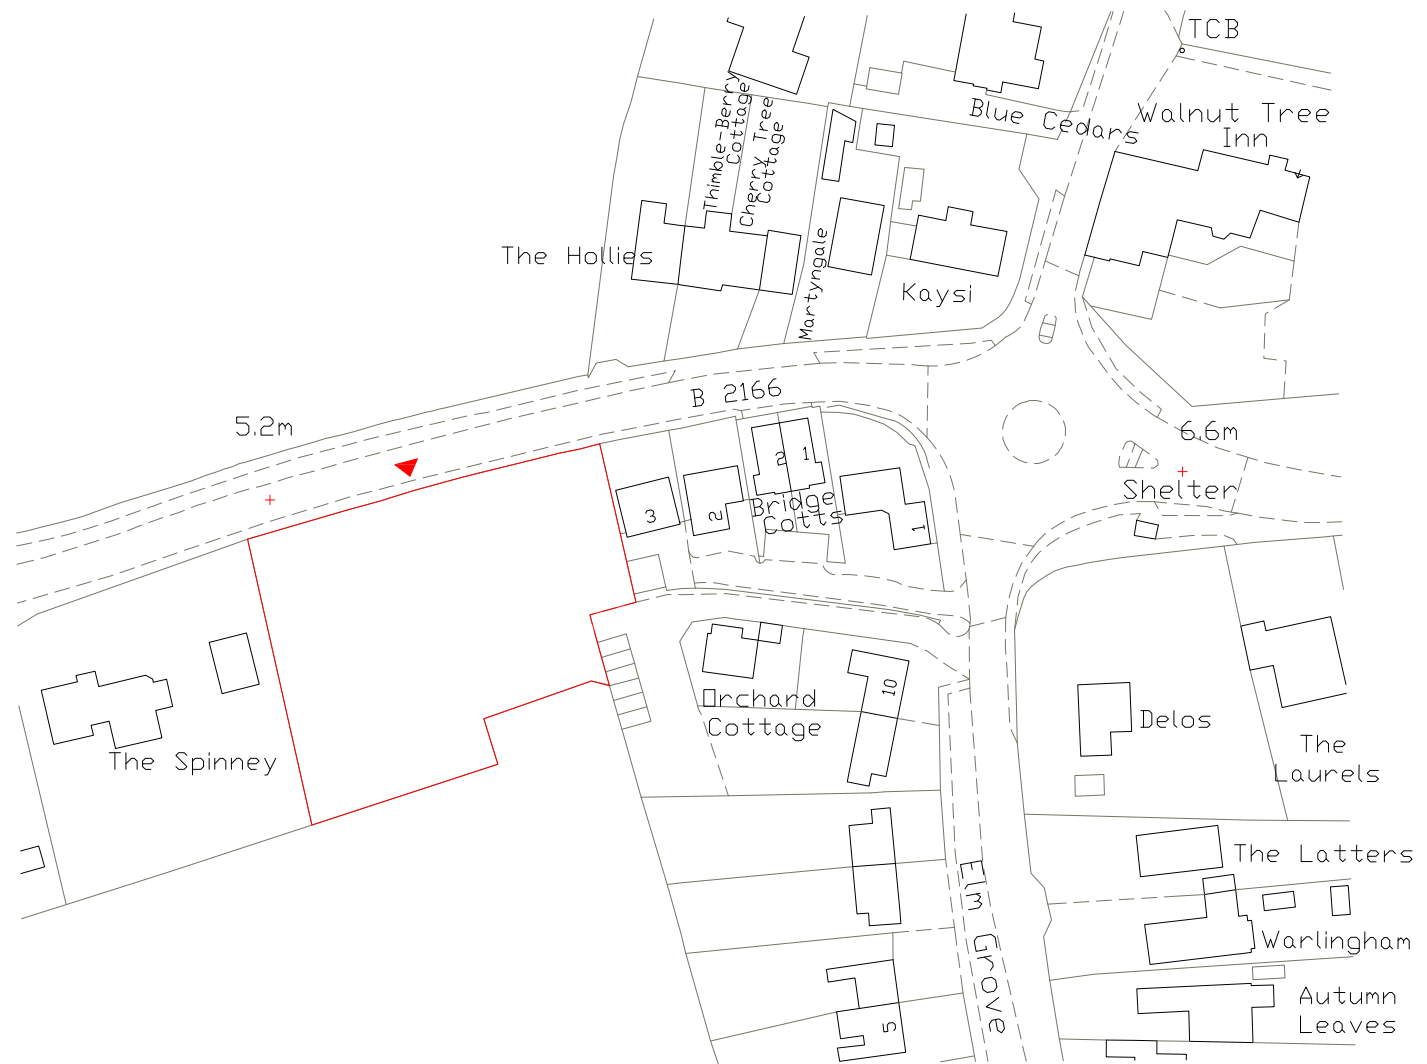 TCB
Walnut Tree
Inn
Blue Cedars
Thimble-Berry
Cottage
Cherry Tree
Cottage
The Hollies
Martyngale
Kaysi
B 2166
5.2m
6.6m
Shelter
2
1
3
2
Bridge
Cotts
1
10
Orchard
Cottage
Delos
The
Laurels
The Spinney
The Latters
Elm Grove
Warlingham
Autumn
Leaves
5